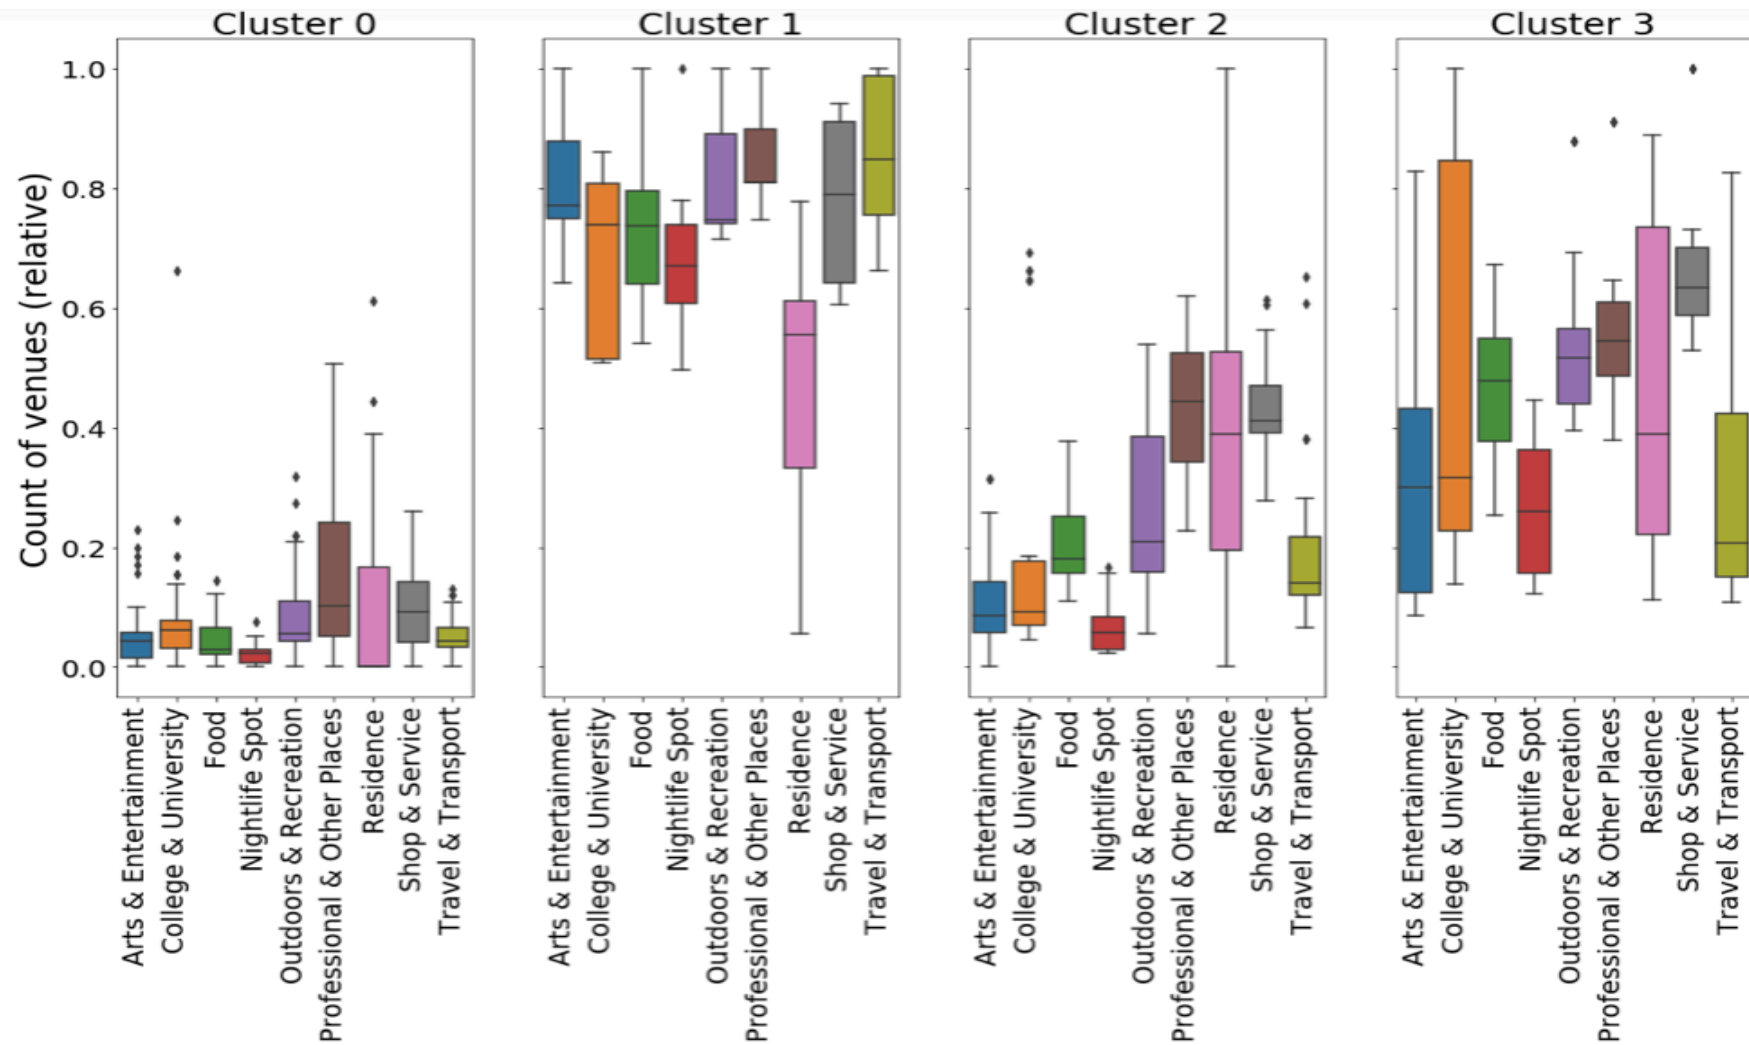 Cluster 0
Cluster 1
Cluster 2
Cluster 3
Count of venues (relative)
1.0
0.8
0.6
0.4
0.2
0.0
Arts & Entertainment
College & University
Food
Nightlife Spot
Outdoors & Recreation
Professional & Other Places
Residence
Shop & Service
Travel & Transport
Arts & Entertainment
College & University
Food
Nightlife Spot
Outdoors & Recreation
Professional & Other Places
Residence
Shop & Service
Travel & Transport
Arts & Entertainment
College & University
Food
Nightlife Spot
Outdoors & Recreation
Professional & Other Places
Residence
Shop & Service
Travel & Transport
Arts & Entertainment
College & University
Food
Nightlife Spot
Outdoors & Recreation
Professional & Other Places
Residence
Shop & Service
Travel & Transport